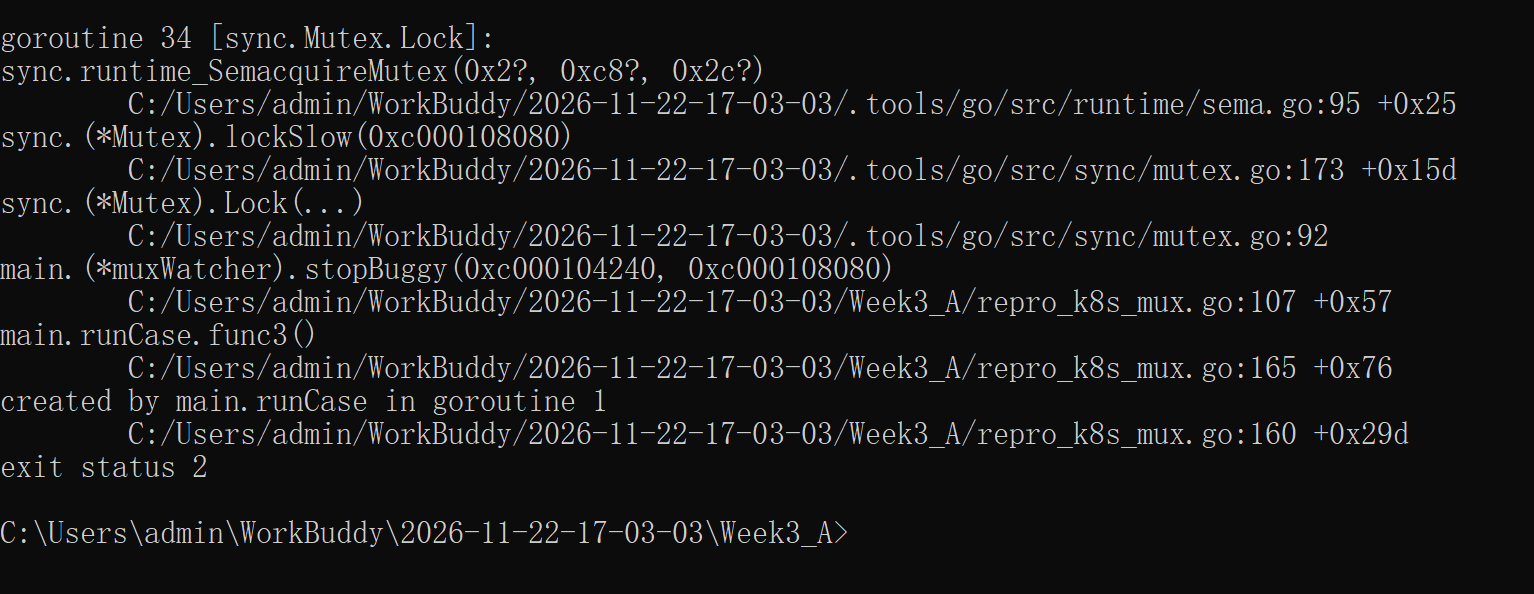 goroutine 34 [sync.Mutex.Lock]:
sync.runtime_SemacquireMutex(0x2?, 0xc8?, 0x2c?)
        C:/Users/admin/WorkBuddy/2026-11-22-17-03-03/.tools/go/src/runtime/sema.go:95 +0x25
sync.(*Mutex).lockSlow(0xc000108080)
        C:/Users/admin/WorkBuddy/2026-11-22-17-03-03/.tools/go/src/sync/mutex.go:173 +0x15d
sync.(*Mutex).Lock(...)
        C:/Users/admin/WorkBuddy/2026-11-22-17-03-03/.tools/go/src/sync/mutex.go:92
main.(*muxWatcher).stopBuggy(0xc000104240, 0xc000108080)
        C:/Users/admin/WorkBuddy/2026-11-22-17-03-03/Week3_A/repro_k8s_mux.go:107 +0x57
main.runCase.func3()
        C:/Users/admin/WorkBuddy/2026-11-22-17-03-03/Week3_A/repro_k8s_mux.go:165 +0x76
created by main.runCase in goroutine 1
        C:/Users/admin/WorkBuddy/2026-11-22-17-03-03/Week3_A/repro_k8s_mux.go:160 +0x29d
exit status 2
C:\Users\admin\WorkBuddy\2026-11-22-17-03-03\Week3_A>